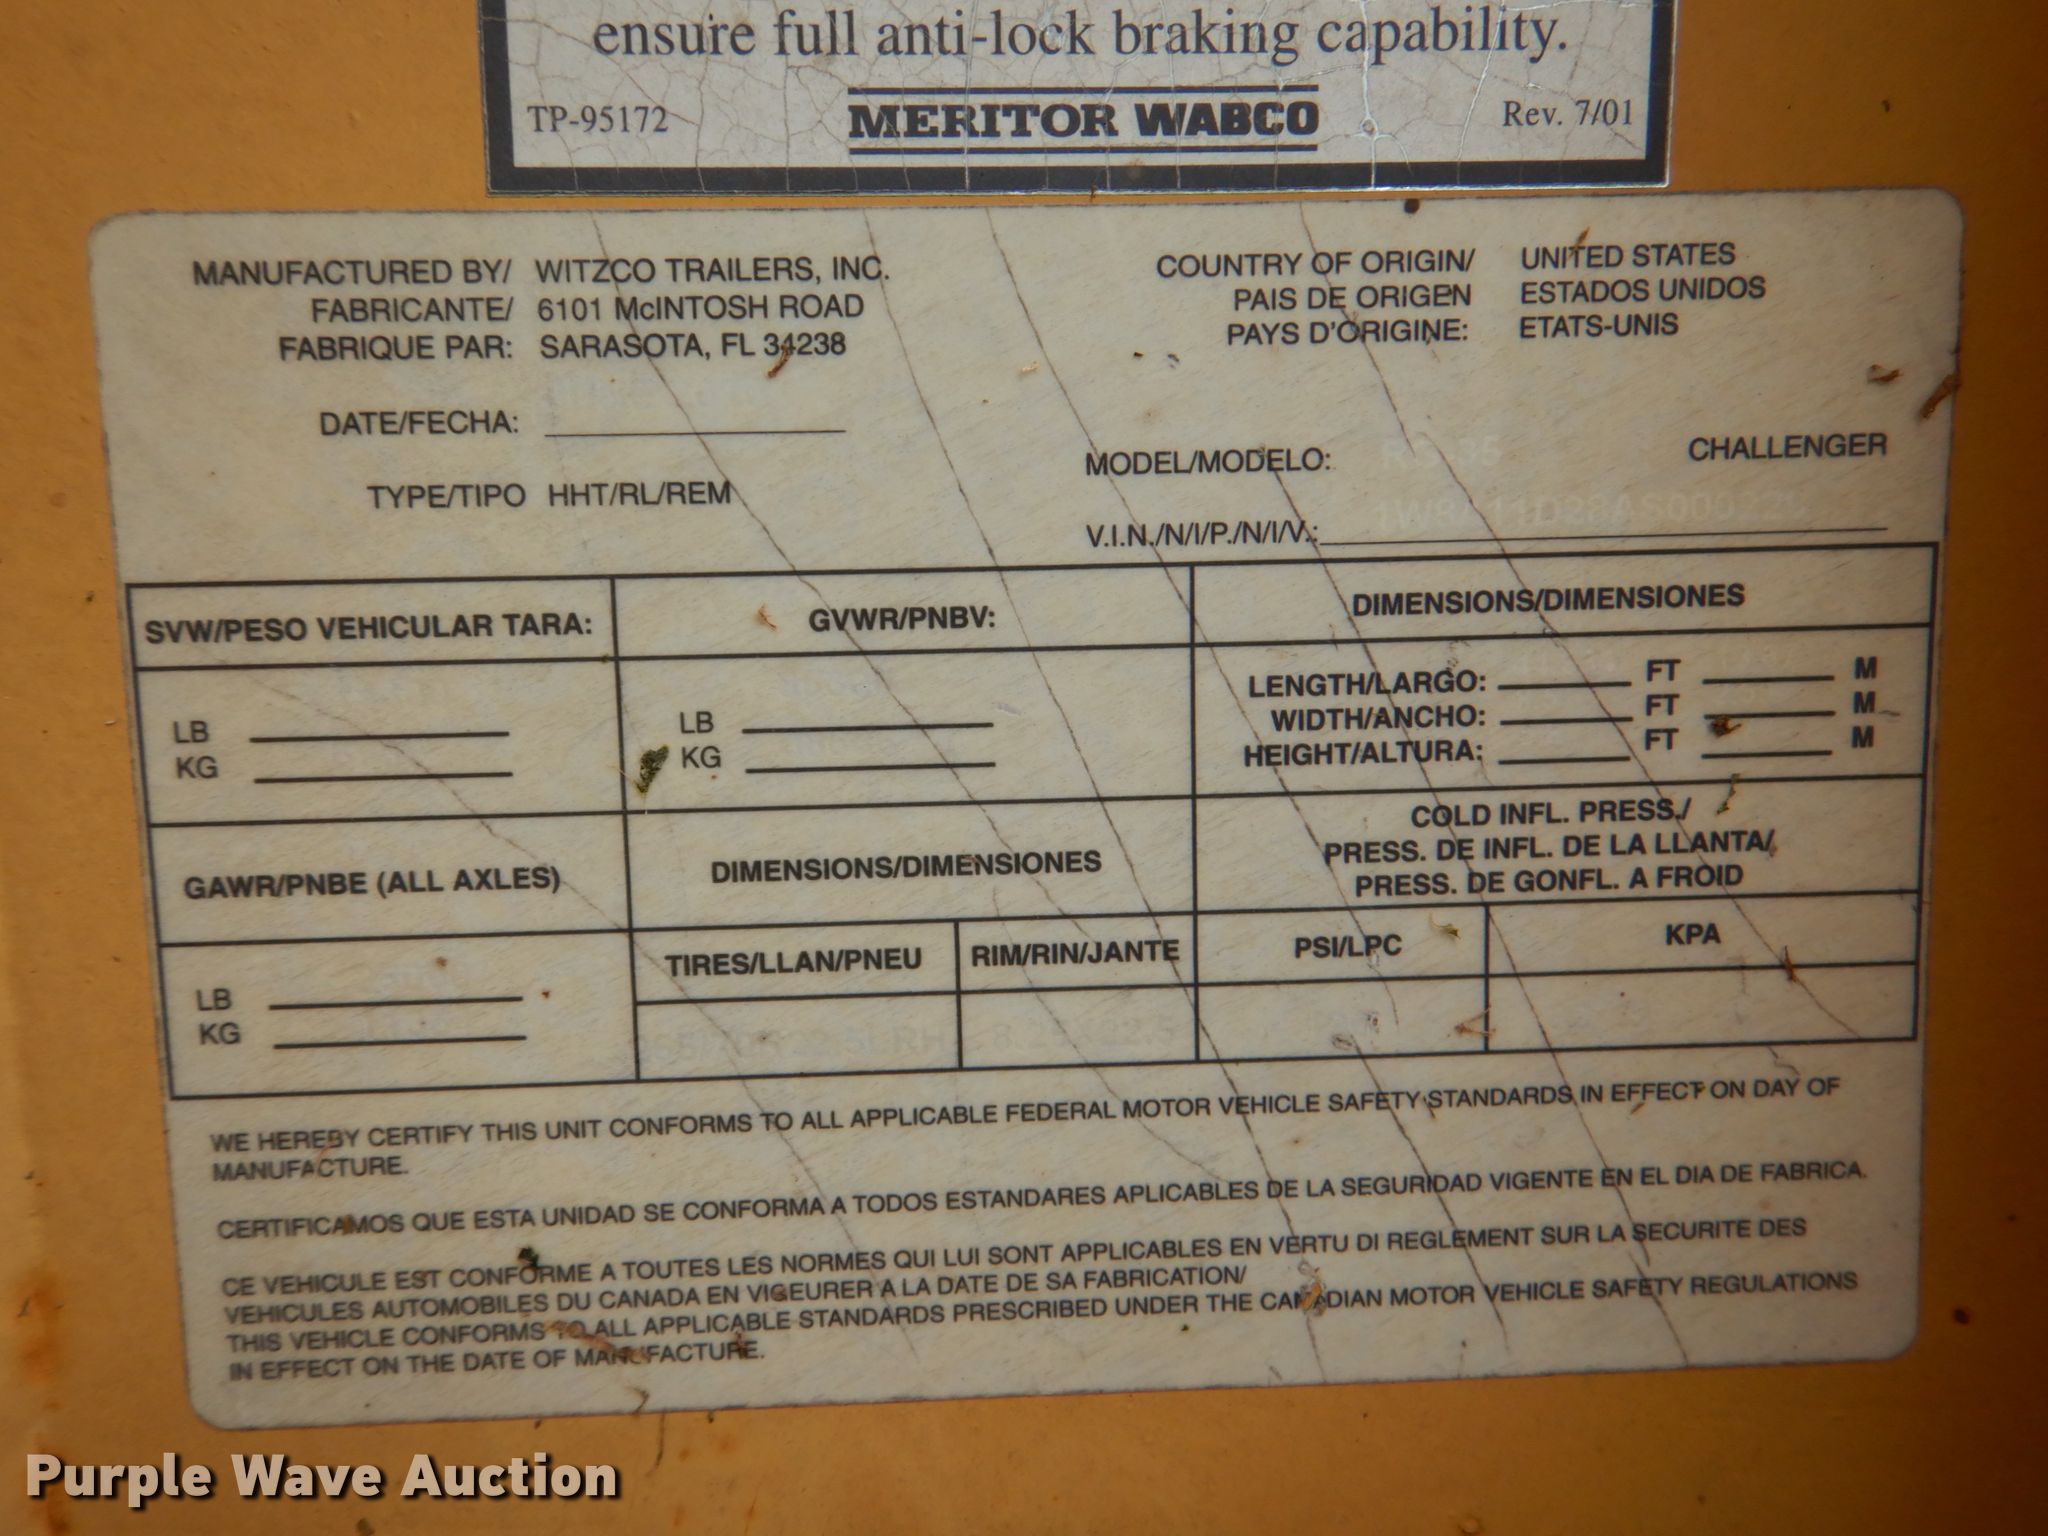 ensure full anti-lock braking capability.
TP-95172 MERITOR WABCO Rev. 7/01
MANUFACTURED BY/ WITZCO TRAILERS, INC.
FABRICANTE/ 6101 McINTOSH ROAD
FABRIQUE PAR: SARASOTA, FL 34238
COUNTRY OF ORIGIN/ UNITED STATES
PAIS DE ORIGEN ESTADOS UNIDOS
PAYS D'ORIGINE: ETATS-UNIS
DATE/FECHA:
MODEL/MODELO: CHALLENGER
TYPE/TIPO HHT/RL/REM
V.I.N./N/I/P./N/I/V.:
SVW/PESO VEHICULAR TARA: GVWR/PNBV: DIMENSIONS/DIMENSIONES
LB
KG
LB
KG
LENGTH/LARGO: FT M
WIDTH/ANCHO: FT M
HEIGHT/ALTURA: FT M
GAWR/PNBE (ALL AXLES)
DIMENSIONS/DIMENSIONES
COLD INFL. PRESS./
PRESS. DE INFL. DE LA LLANTA/
PRESS. DE GONFL. A FROID
TIRES/LLAN/PNEU RIM/RIN/JANTE PSI/LPC KPA
LB
KG
WE HEREBY CERTIFY THIS UNIT CONFORMS TO ALL APPLICABLE FEDERAL MOTOR VEHICLE SAFETY STANDARDS IN EFFECT ON DAY OF
MANUFACTURE.
CERTIFICAMOS QUE ESTA UNIDAD SE CONFORMA A TODOS ESTANDARES APLICABLES DE LA SEGURIDAD VIGENTE EN EL DIA DE FABRICA.
CE VEHICULE EST CONFORME A TOUTES LES NORMES QUI LUI SONT APPLICABLES EN VERTU DI REGLEMENT SUR LA SECURITE DES
VEHICULES AUTOMOBILES DU CANADA EN VIGEURER A LA DATE DE SA FABRICATION/
THIS VEHICLE CONFORMS TO ALL APPLICABLE STANDARDS PRESCRIBED UNDER THE CANADIAN MOTOR VEHICLE SAFETY REGULATIONS
IN EFFECT ON THE DATE OF MANUFACTURE.
Purple Wave Auction